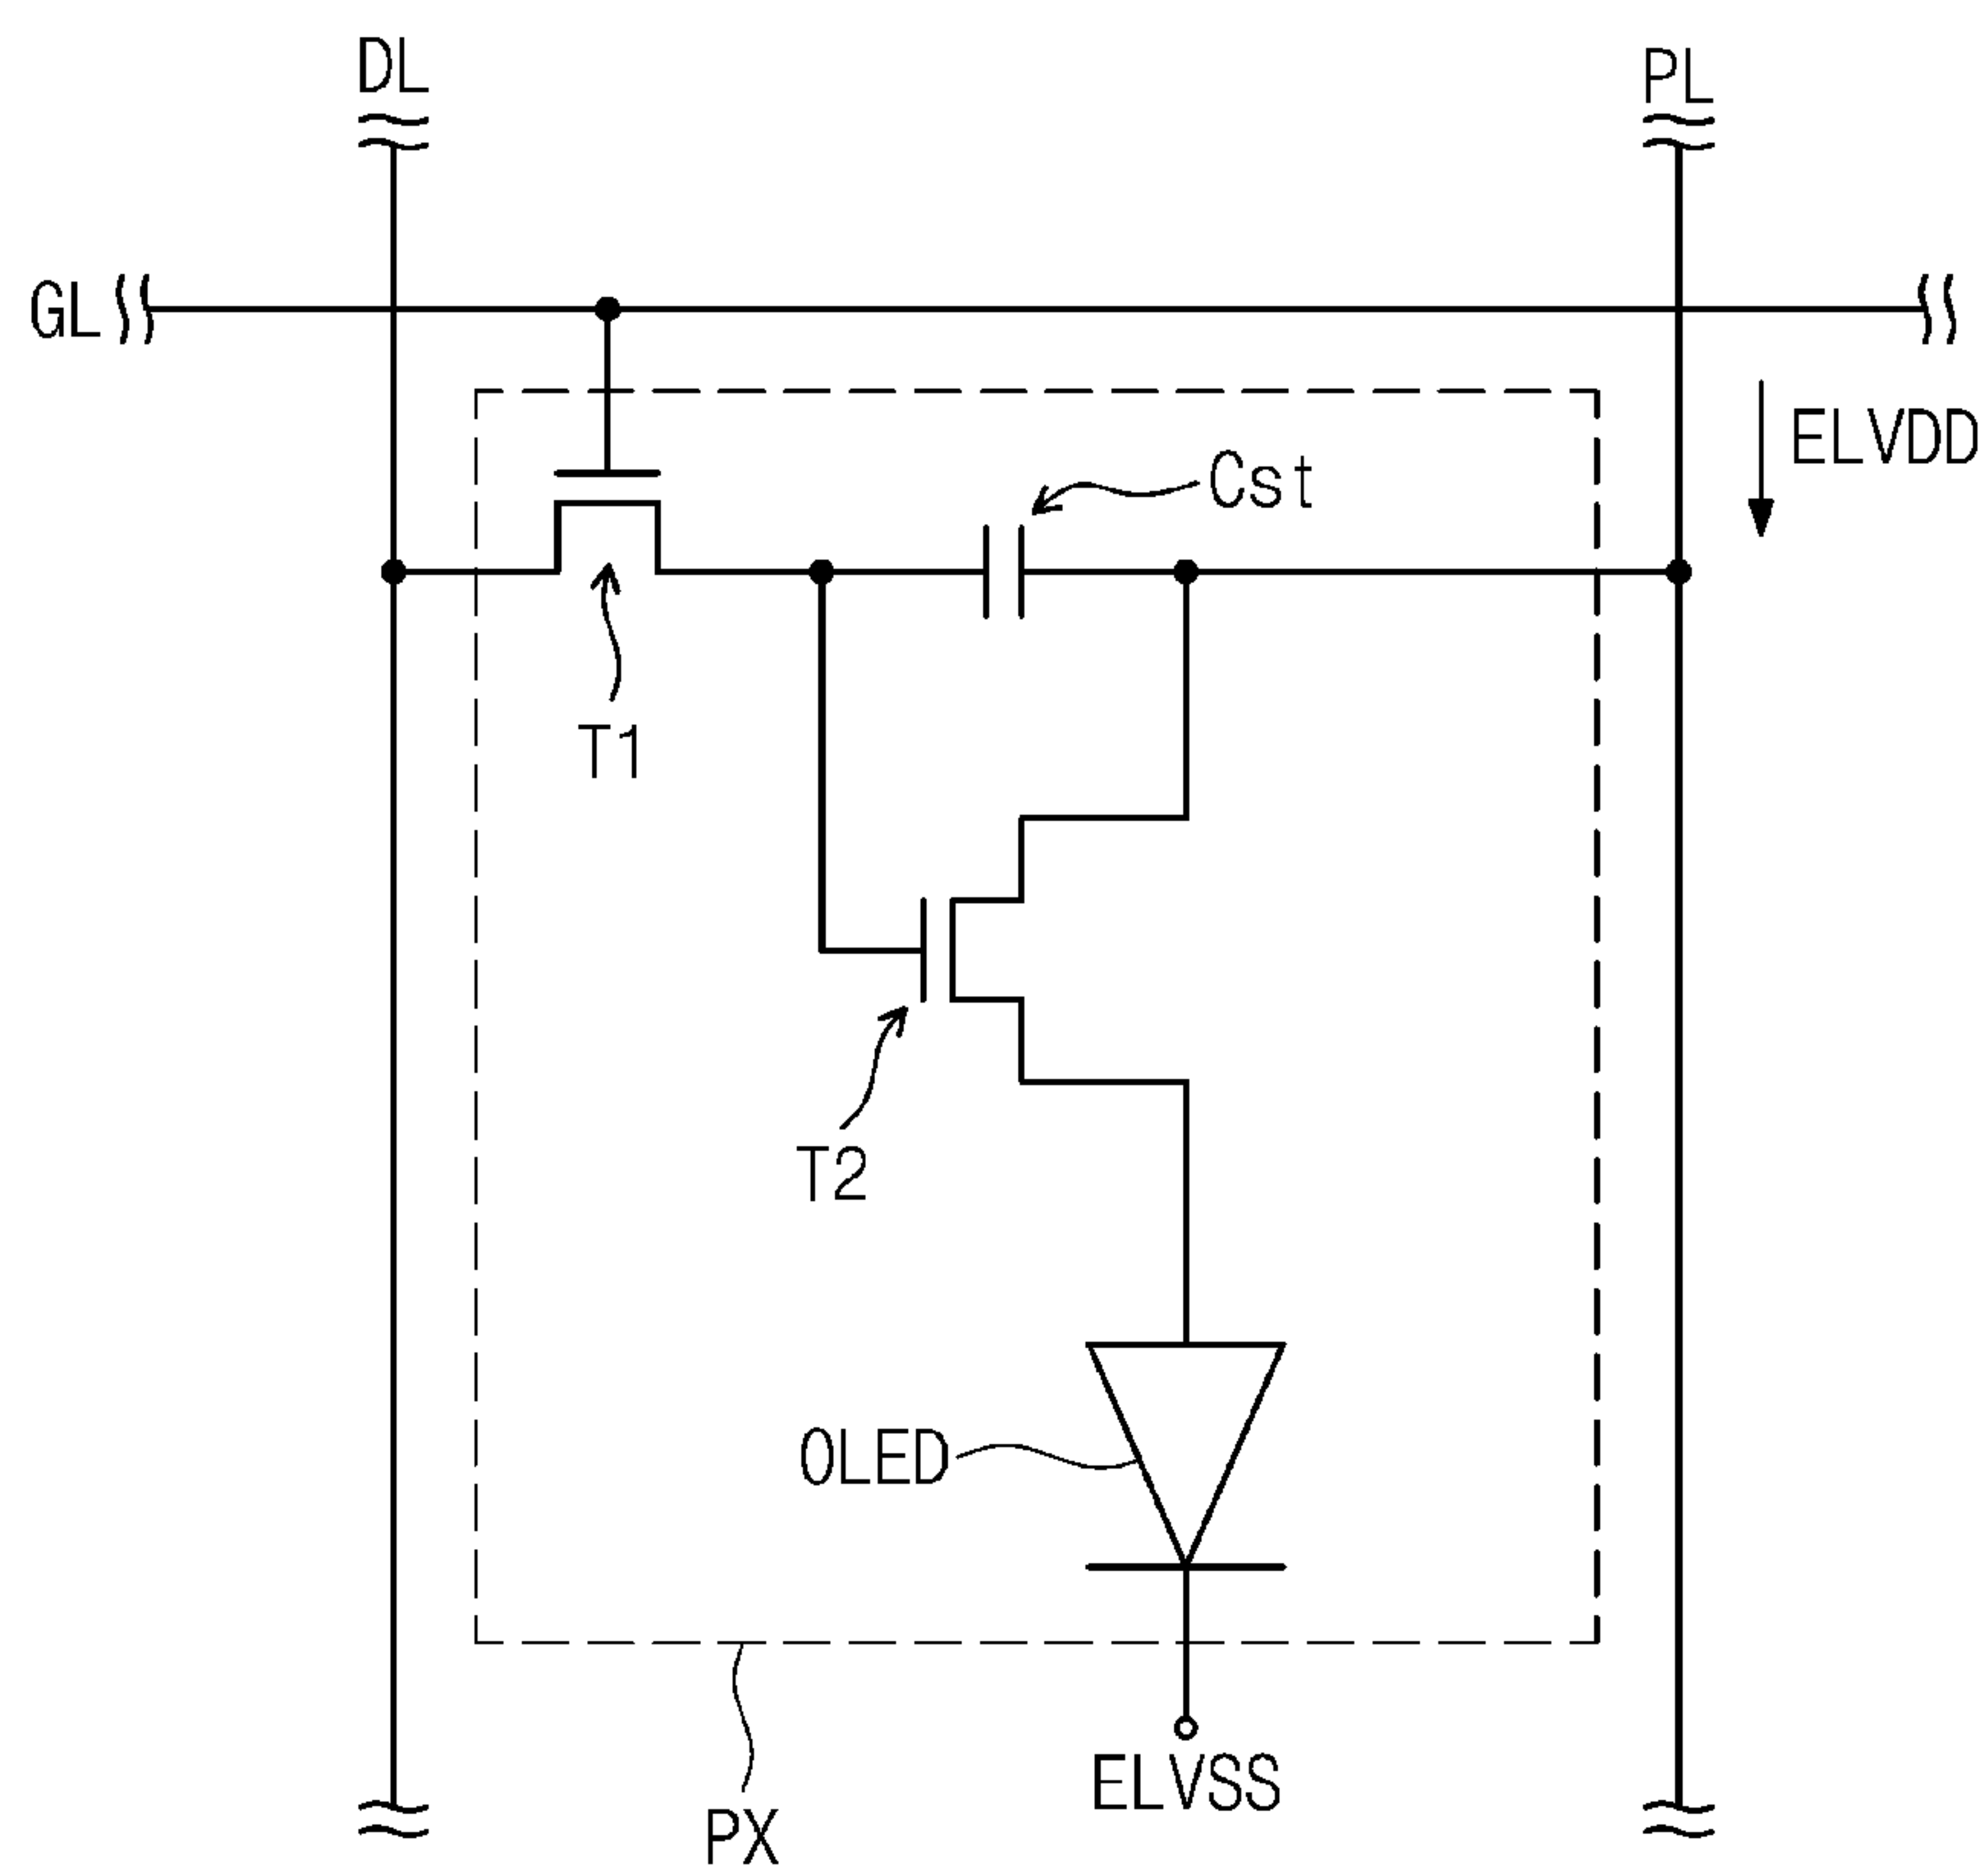 DL
PL
GL
ELVDD
Cst
T1
T2
OLED
ELVSS
PX